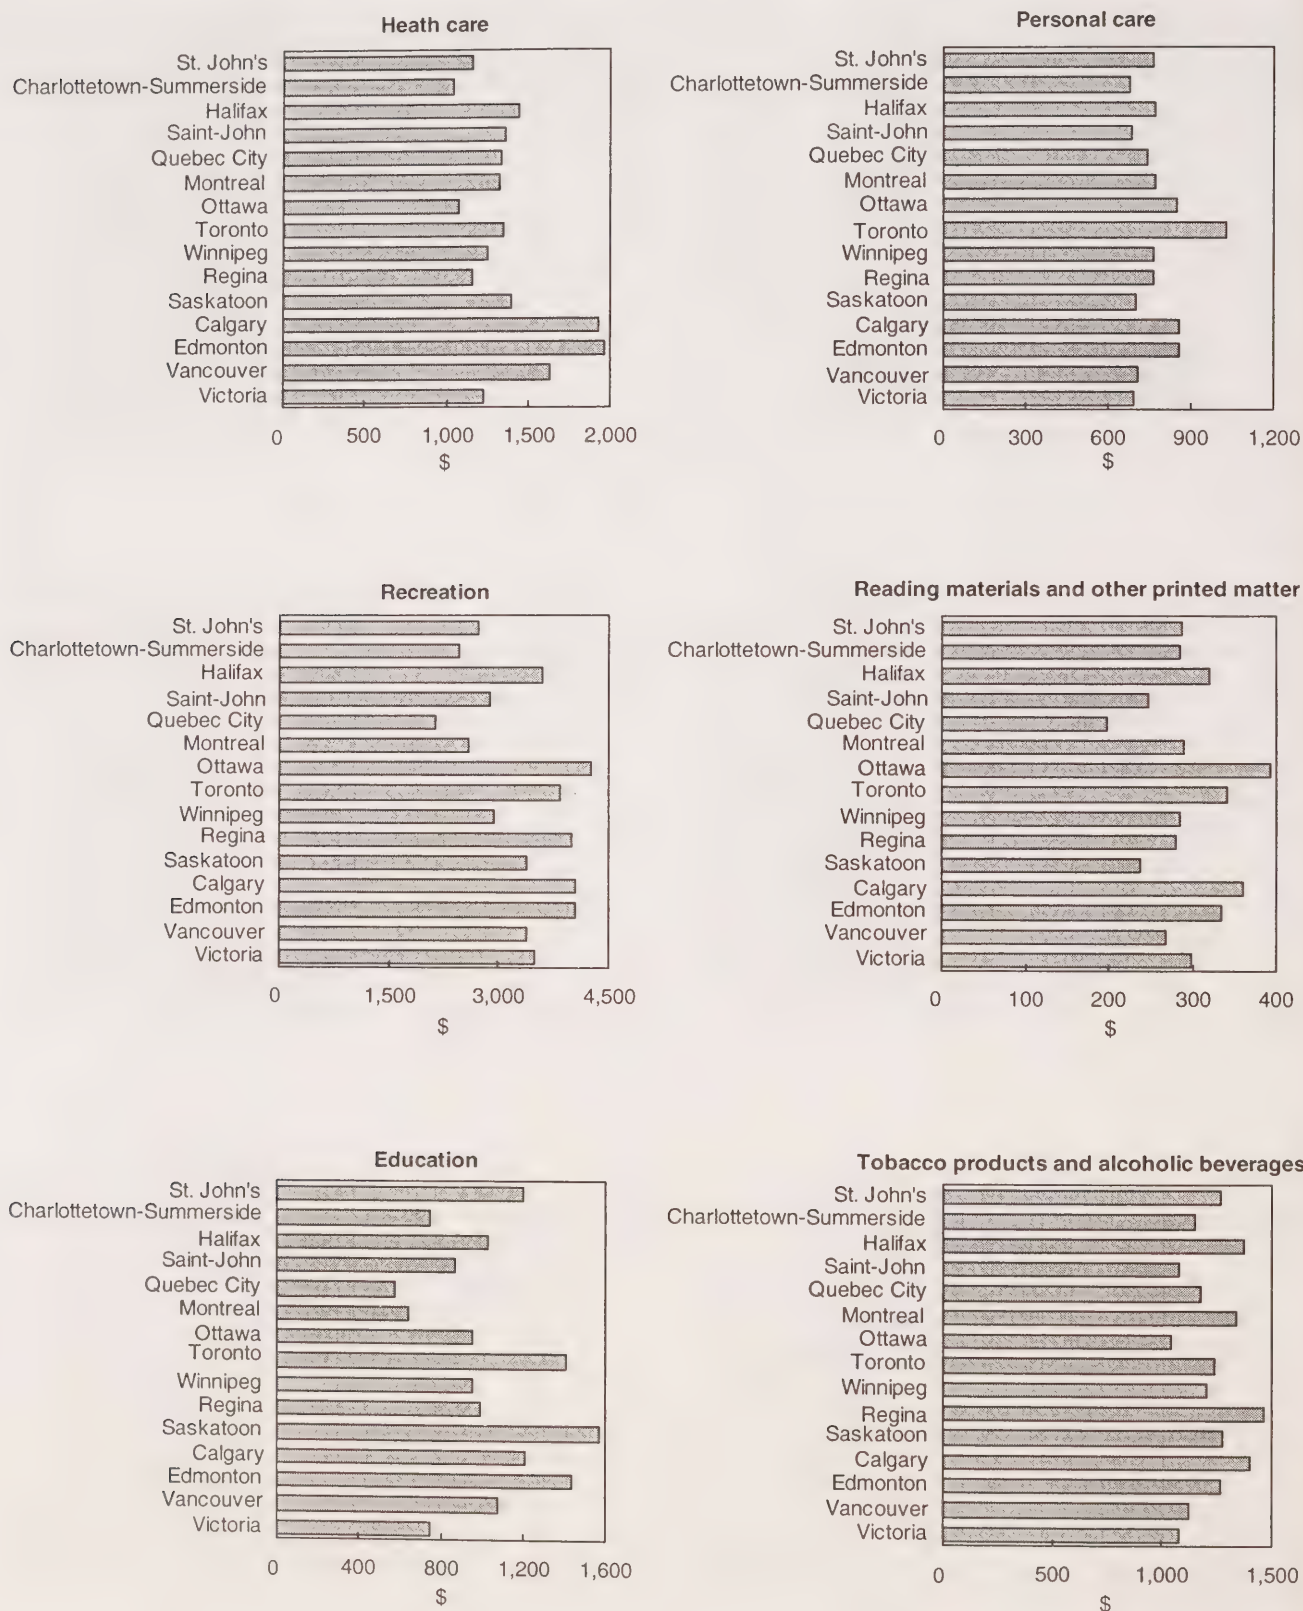 Heath care
St. John's
Charlottetown-Summerside
Halifax
Saint-John
Quebec City
Montreal
Ottawa
Toronto
Winnipeg
Regina
Saskatoon
Calgary
Edmonton
Vancouver
Victoria
0 500 1,000 1,500 2,000
$
Personal care
St. John's
Charlottetown-Summerside
Halifax
Saint-John
Quebec City
Montreal
Ottawa
Toronto
Winnipeg
Regina
Saskatoon
Calgary
Edmonton
Vancouver
Victoria
0 300 600 900 1,200
$
Recreation
St. John's
Charlottetown-Summerside
Halifax
Saint-John
Quebec City
Montreal
Ottawa
Toronto
Winnipeg
Regina
Saskatoon
Calgary
Edmonton
Vancouver
Victoria
0 1,500 3,000 4,500
$
Reading materials and other printed matter
St. John's
Charlottetown-Summerside
Halifax
Saint-John
Quebec City
Montreal
Ottawa
Toronto
Winnipeg
Regina
Saskatoon
Calgary
Edmonton
Vancouver
Victoria
0 100 200 300 400
$
Education
St. John's
Charlottetown-Summerside
Halifax
Saint-John
Quebec City
Montreal
Ottawa
Toronto
Winnipeg
Regina
Saskatoon
Calgary
Edmonton
Vancouver
Victoria
0 400 800 1,200 1,600
$
Tobacco products and alcoholic beverages
St. John's
Charlottetown-Summerside
Halifax
Saint-John
Quebec City
Montreal
Ottawa
Toronto
Winnipeg
Regina
Saskatoon
Calgary
Edmonton
Vancouver
Victoria
0 500 1,000 1,500
$